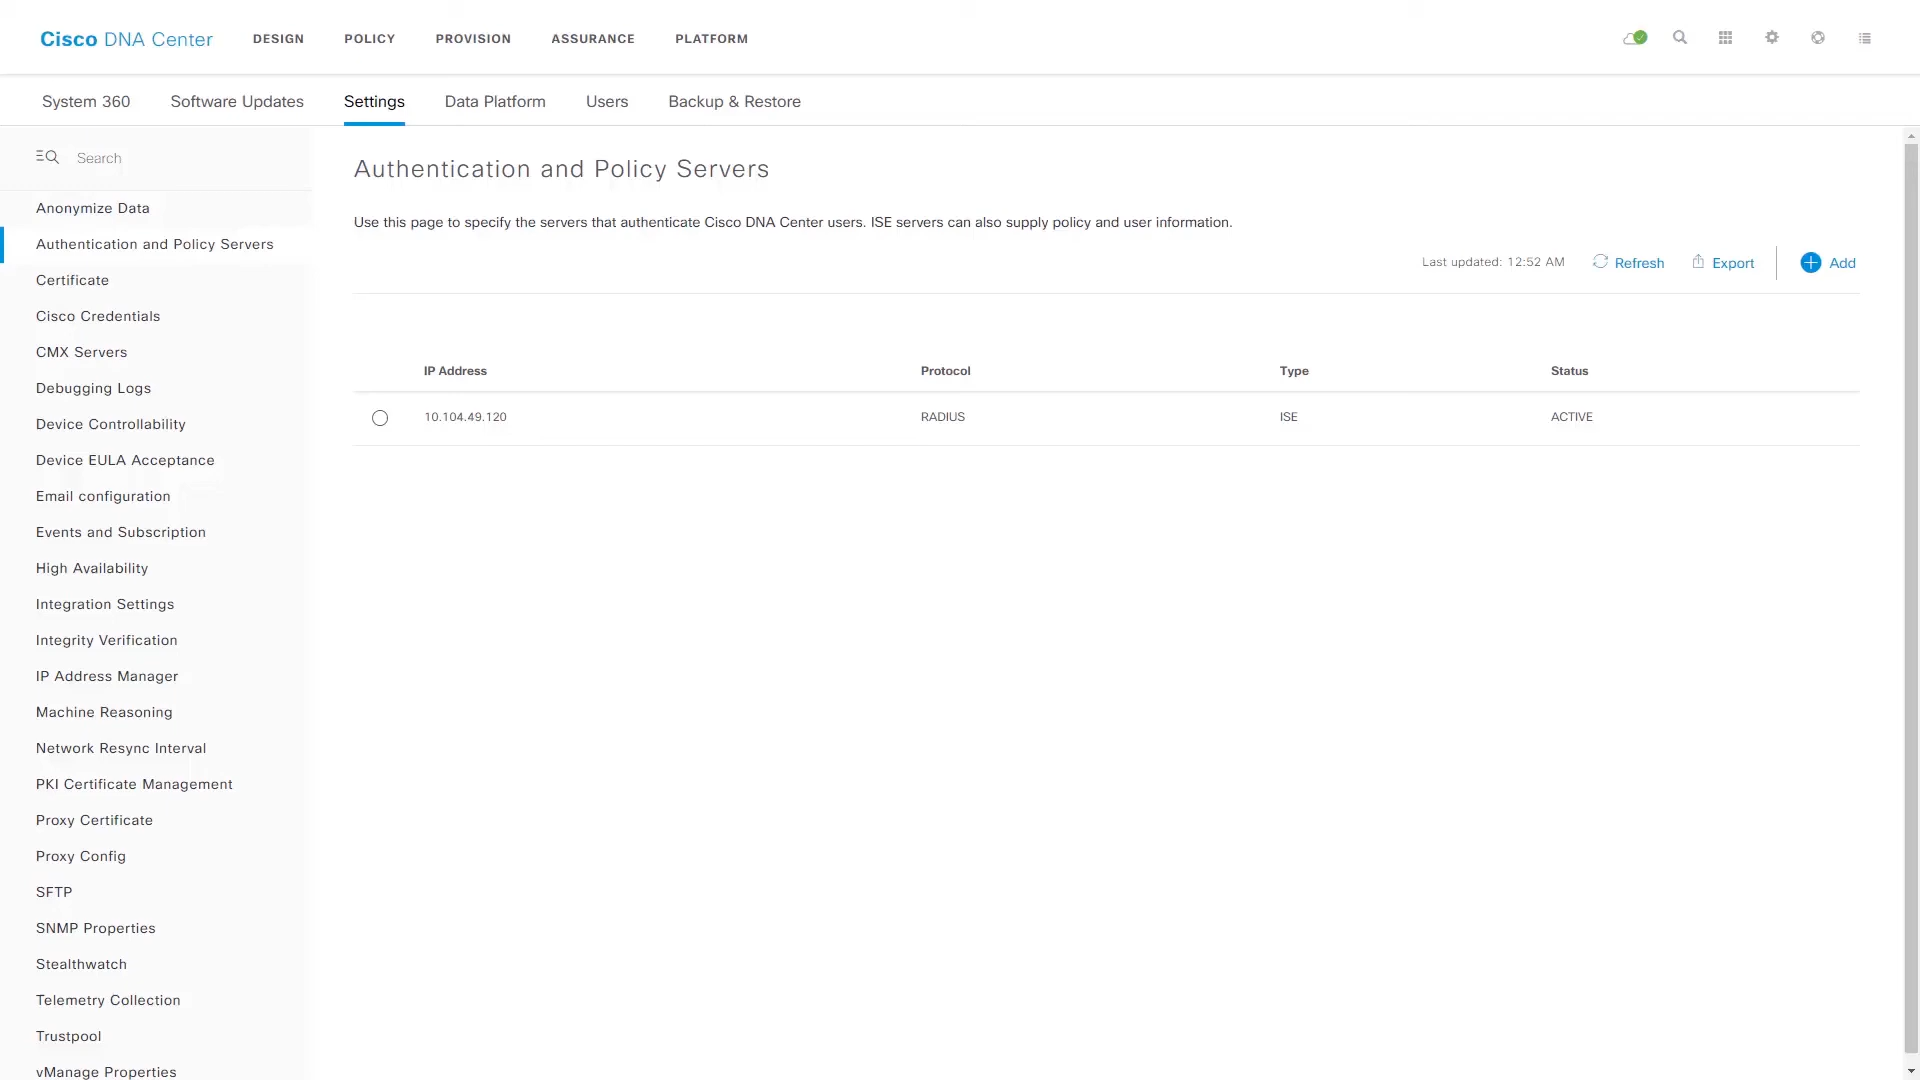 Cisco DNA Center
DESIGN
POLICY
PROVISION
ASSURANCE
PLATFORM
System 360
Software Updates
Settings
Data Platform
Users
Backup & Restore
Search
Anonymize Data
Authentication and Policy Servers
Certificate
Cisco Credentials
CMX Servers
Debugging Logs
Device Controllability
Device EULA Acceptance
Email configuration
Events and Subscription
High Availability
Integration Settings
Integrity Verification
IP Address Manager
Machine Reasoning
Network Resync Interval
PKI Certificate Management
Proxy Certificate
Proxy Config
SFTP
SNMP Properties
Stealthwatch
Telemetry Collection
Trustpool
vManage Properties
Authentication and Policy Servers
Use this page to specify the servers that authenticate Cisco DNA Center users. ISE servers can also supply policy and user information.
Last updated: 12:52 AM
Refresh
Export
Add
IP Address
Protocol
Type
Status
10.104.49.120
RADIUS
ISE
ACTIVE